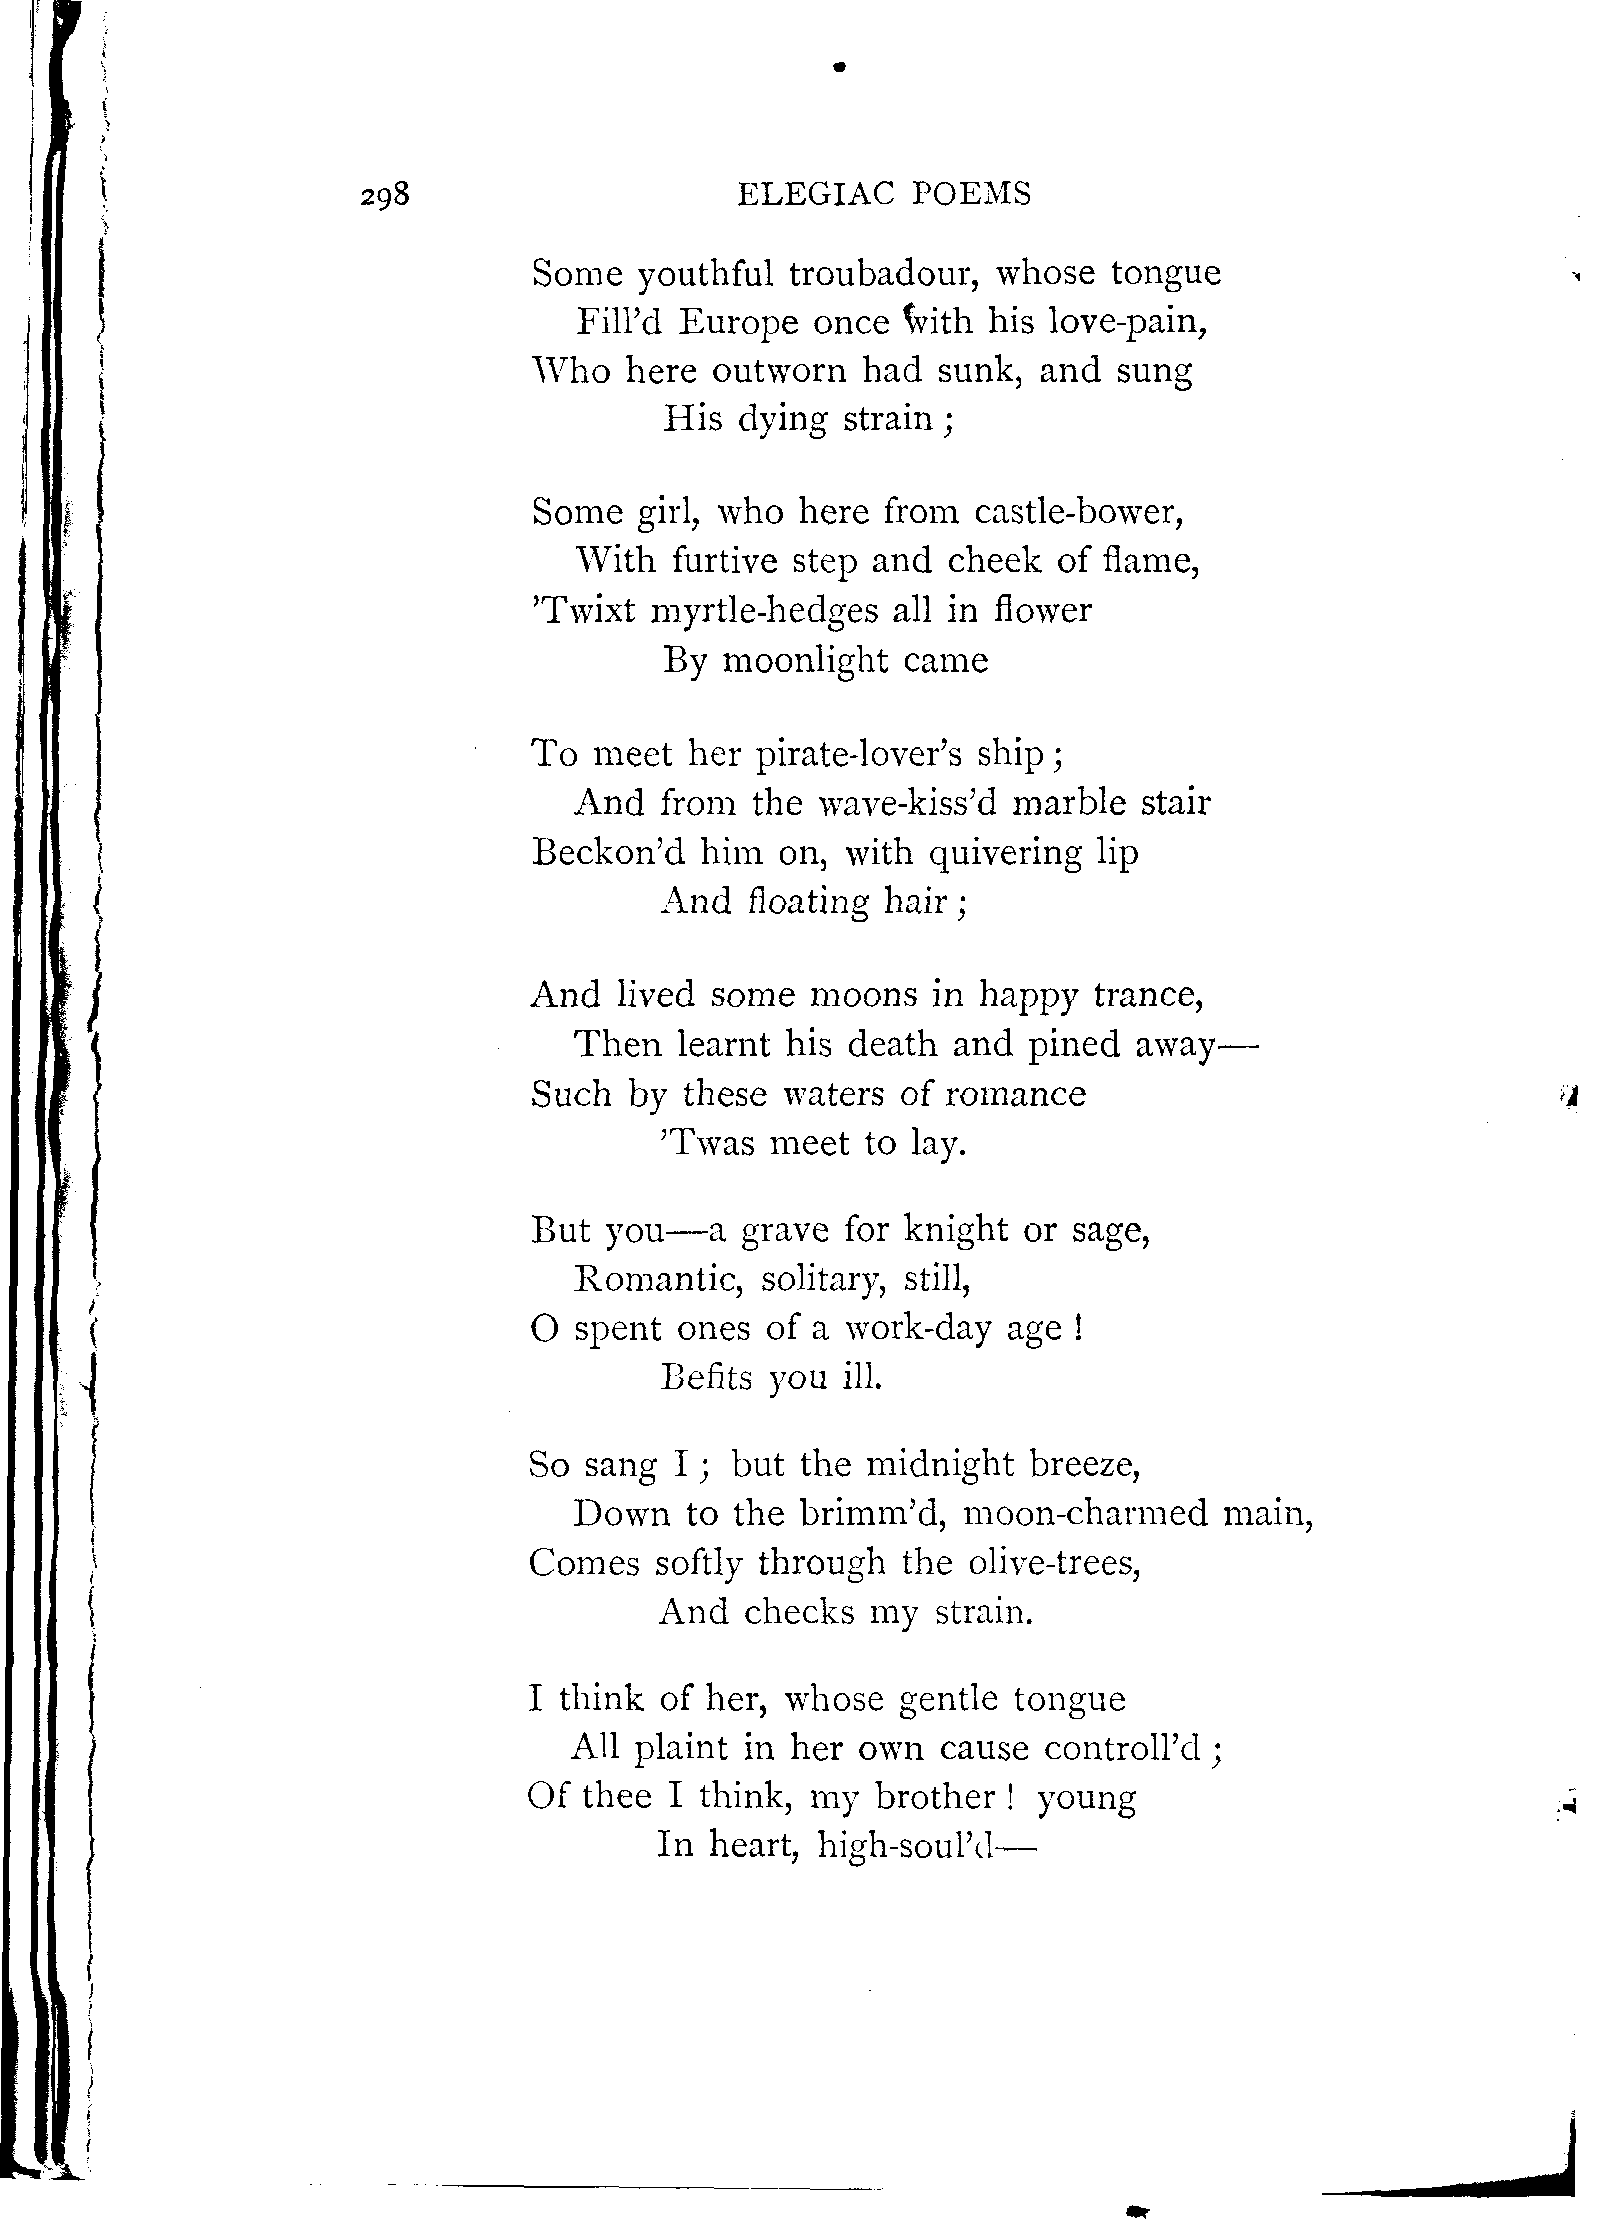 298 ELEGIAC POEMS
Some youthful troubadour, whose tongue
Fill'd Europe once with his love-pain,
Who here outworn had sunk, and sung
His dying strain ;
Some girl, who here from castle-bower,
With furtive step and cheek of flame,
'Twixt myrtle-hedges all in flower
By moonlight came
To meet her pirate-lover's ship ;
And from the wave-kiss'd marble stair
Beckon'd him on, with quivering lip
And floating hair ;
And lived some moons in happy trance,
Then learnt his death and pined away—
Such by these waters of romance
'Twas meet to lay.
But you—a grave for knight or sage,
Romantic, solitary, still,
O spent ones of a work-day age !
Befits you ill.
So sang I ; but the midnight breeze,
Down to the brimm'd, moon-charmed main,
Comes softly through the olive-trees,
And checks my strain.
I think of her, whose gentle tongue
All plaint in her own cause controll'd ;
Of thee I think, my brother ! young
In heart, high-soul'd—